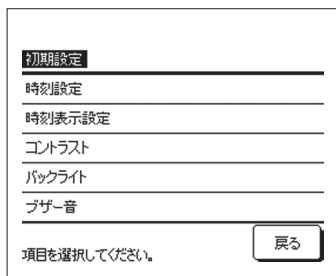 初期設定
時刻設定
時刻表示設定
コントラスト
バックライト
ブザー音
戻る
項目を選択してください。